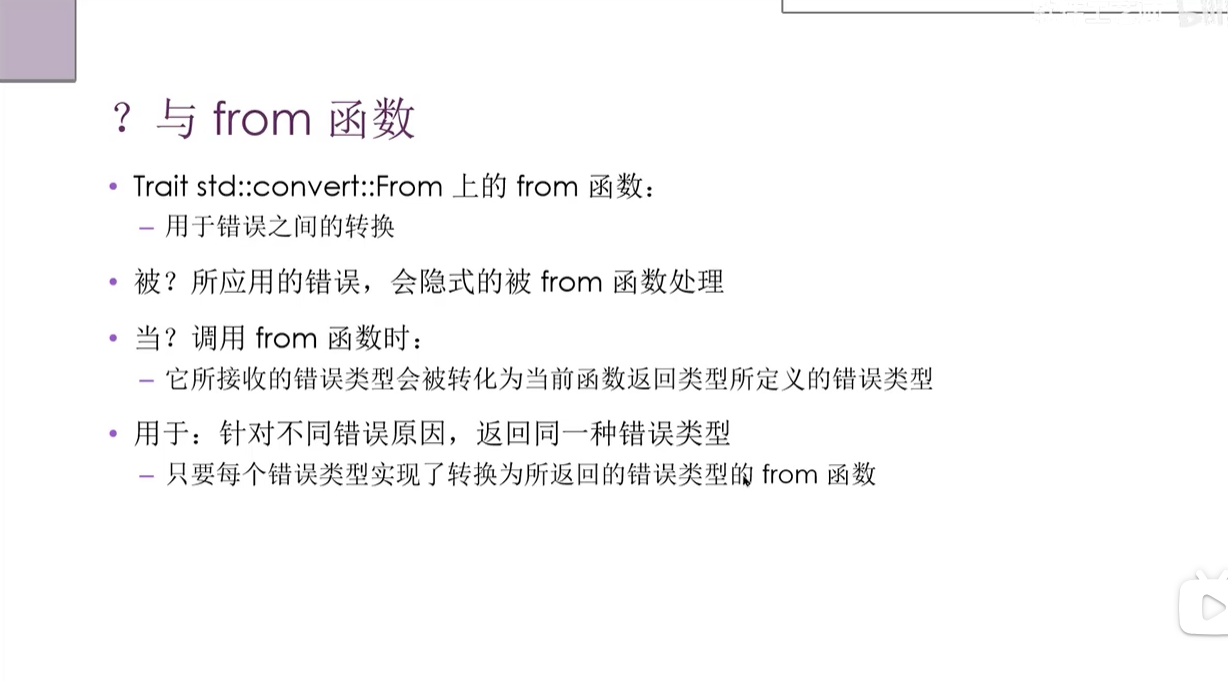 ? 与 from 函数
• Trait std::convert::From 上的 from 函数:
– 用于错误之间的转换
• 被? 所应用的错误，会隐式的被 from 函数处理
• 当? 调用 from 函数时:
– 它所接收的错误类型会被转化为当前函数返回类型所定义的错误类型
• 用于: 针对不同错误原因，返回同一种错误类型
– 只要每个错误类型实现了转换为所返回的错误类型的 from 函数